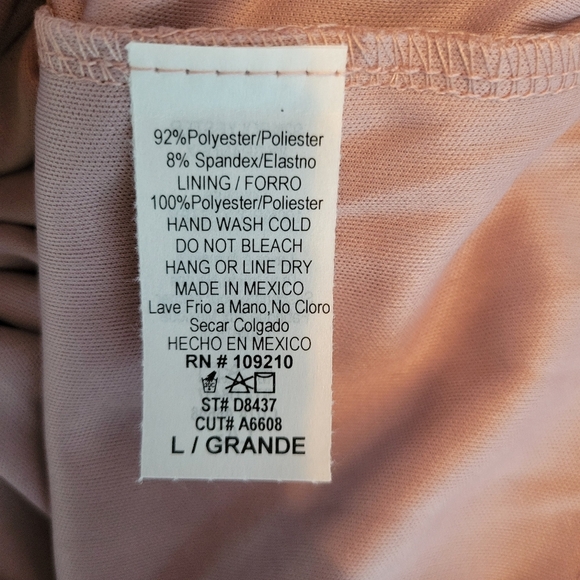 92%Polyester/Poliester
8% Spandex/Elastno
LINING / FORRO
100%Polyester/Poliester
HAND WASH COLD
DO NOT BLEACH
HANG OR LINE DRY
MADE IN MEXICO
Lave Frio a Mano,No Cloro
Secar Colgado
HECHO EN MEXICO
RN # 109210
ST# D8437
CUT# A6608
L / GRANDE